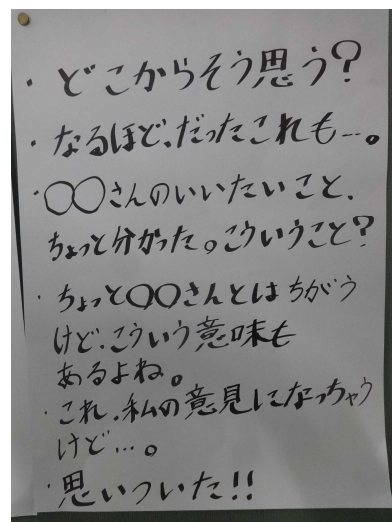 ・どこからそう思う?
・なるほど、だったこれも…。
・○○さんのいいたいこと、
ちょっと分かった。こういうこと?
・ちょっと○○さんとはちがう
けど、こういう意味も
あるよね。
・これ、私の意見になっちゃう
けど…。
・思いついた!!